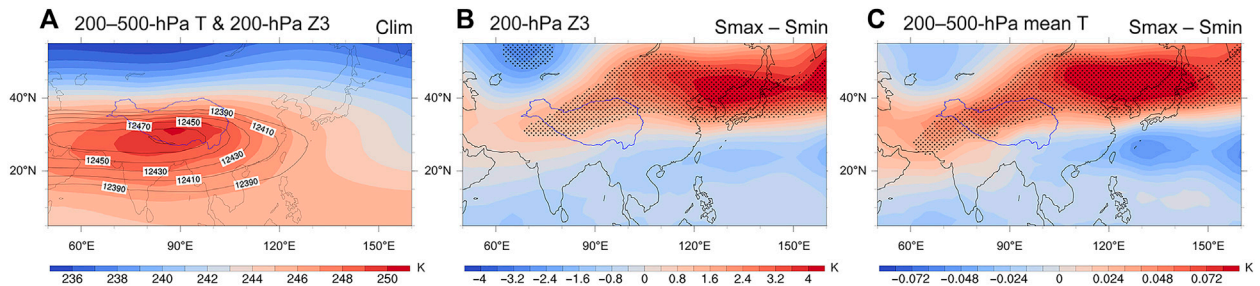 A 200–500-hPa T & 200-hPa Z3 Clim
12390
12470 12450 12410
12450 12430
12430
12410 12390
12390
40°N
20°N
60°E 90°E 120°E 150°E
236 238 240 242 244 246 248 250 K
B 200-hPa Z3 Smax – Smin
40°N
20°N
60°E 90°E 120°E 150°E
−4 −3.2 −2.4 −1.6 −0.8 0 0.8 1.6 2.4 3.2 4 K
C 200–500-hPa mean T Smax – Smin
40°N
20°N
60°E 90°E 120°E 150°E
−0.072 −0.048 −0.024 0 0.024 0.048 0.072 K